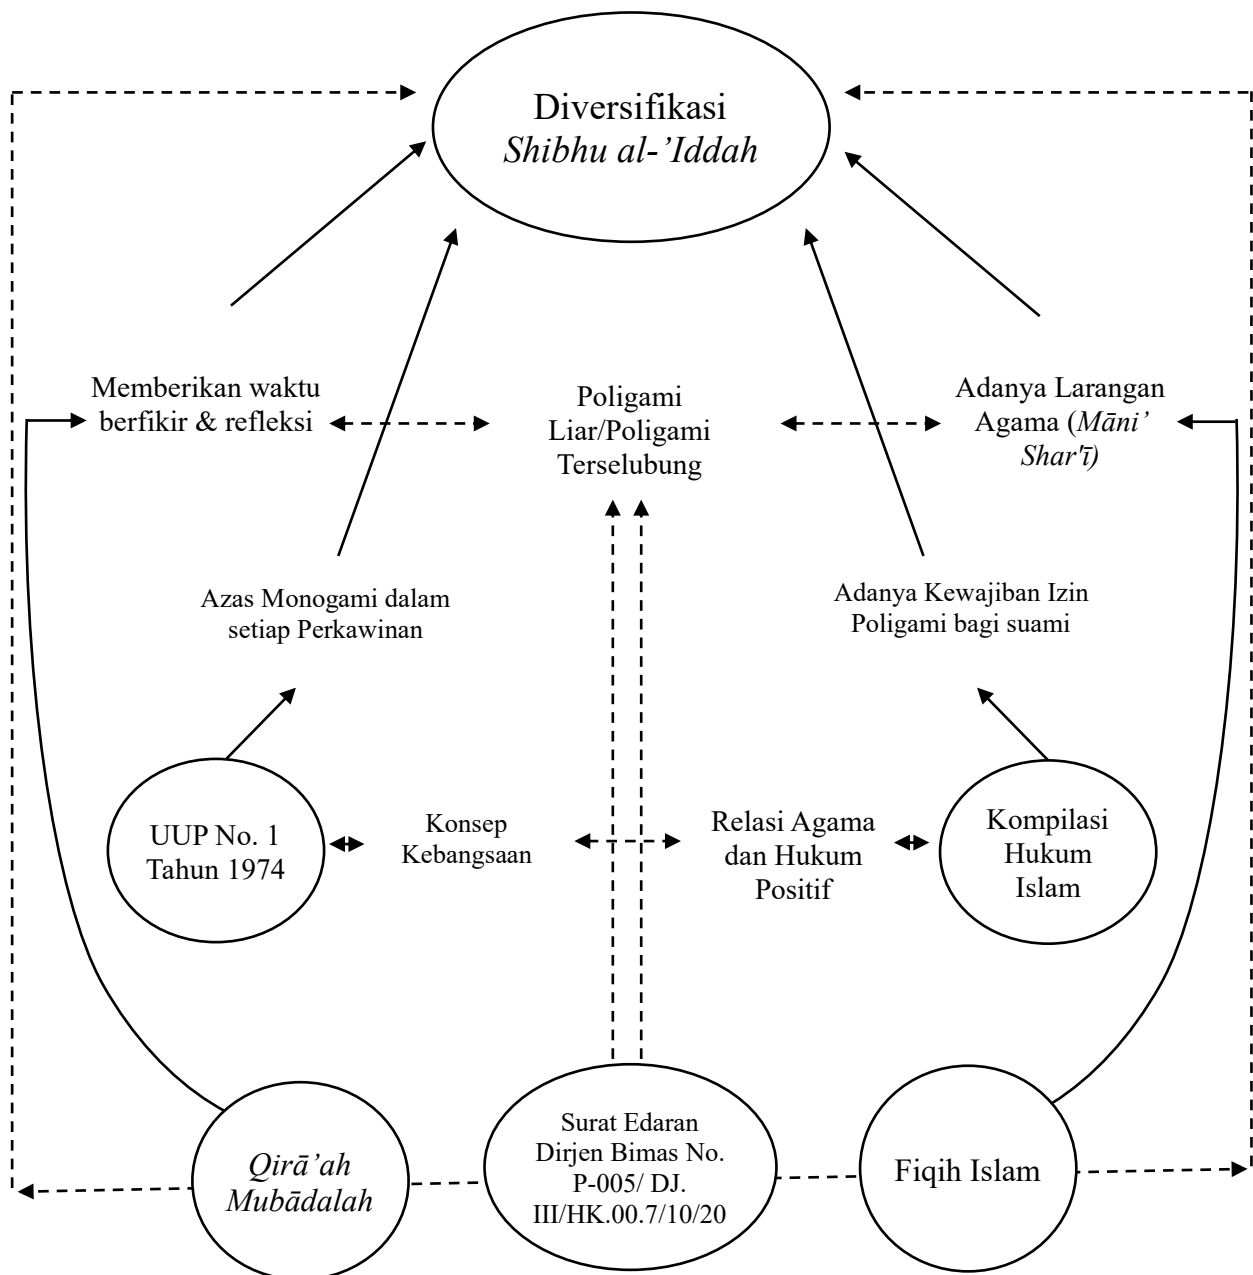 Diversifikasi
Shibhu al-’Iddah
Memberikan waktu
berfikir & refleksi
Poligami
Liar/Poligami
Terselubung
Adanya Larangan
Agama (Māni’
Shar'ī)
Azas Monogami dalam
setiap Perkawinan
Adanya Kewajiban Izin
Poligami bagi suami
UUP No. 1
Tahun 1974
Konsep
Kebangsaan
Relasi Agama
dan Hukum
Positif
Kompilasi
Hukum
Islam
Qirā’ah
Mubādalah
Surat Edaran
Dirjen Bimas No.
P-005/ DJ.
III/HK.00.7/10/20
Fiqih Islam